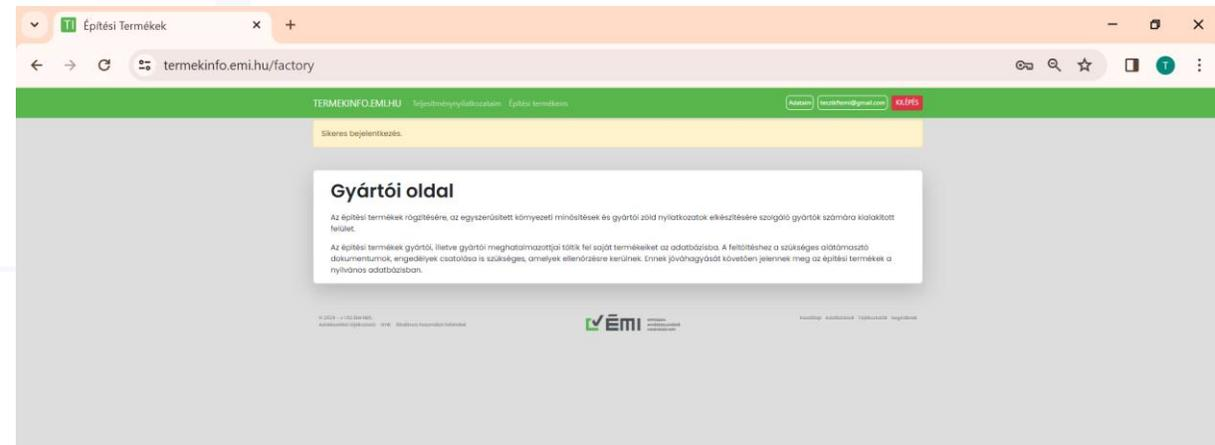 Építési Termékek
termekinfo.emi.hu/factory
T
TERMEKINFO.EMI.HU Teljesítménynyilatkozataim Építési termékeim Adataim KILÉPÉS
Sikeres bejelentkezés.
Gyártói oldal
Az építési termékek rögzítésére, az egyszerűsített környezeti minősítések és gyártói zöld nyilatkozatok elkészítésére szolgáló gyártók számára kialakított
felület.
Az építési termékek gyártói, illetve gyártói meghatalmazottjai töltik fel saját termékeiket az adatbázisba. A feltöltéshez a szükséges alátámasztó
dokumentumok, engedélyek csatolása is szükséges, amelyek ellenőrzésre kerülnek. Ennek jóváhagyását követően jelennek meg az építési termékek a
nyilvános adatbázisban.
ÉMI